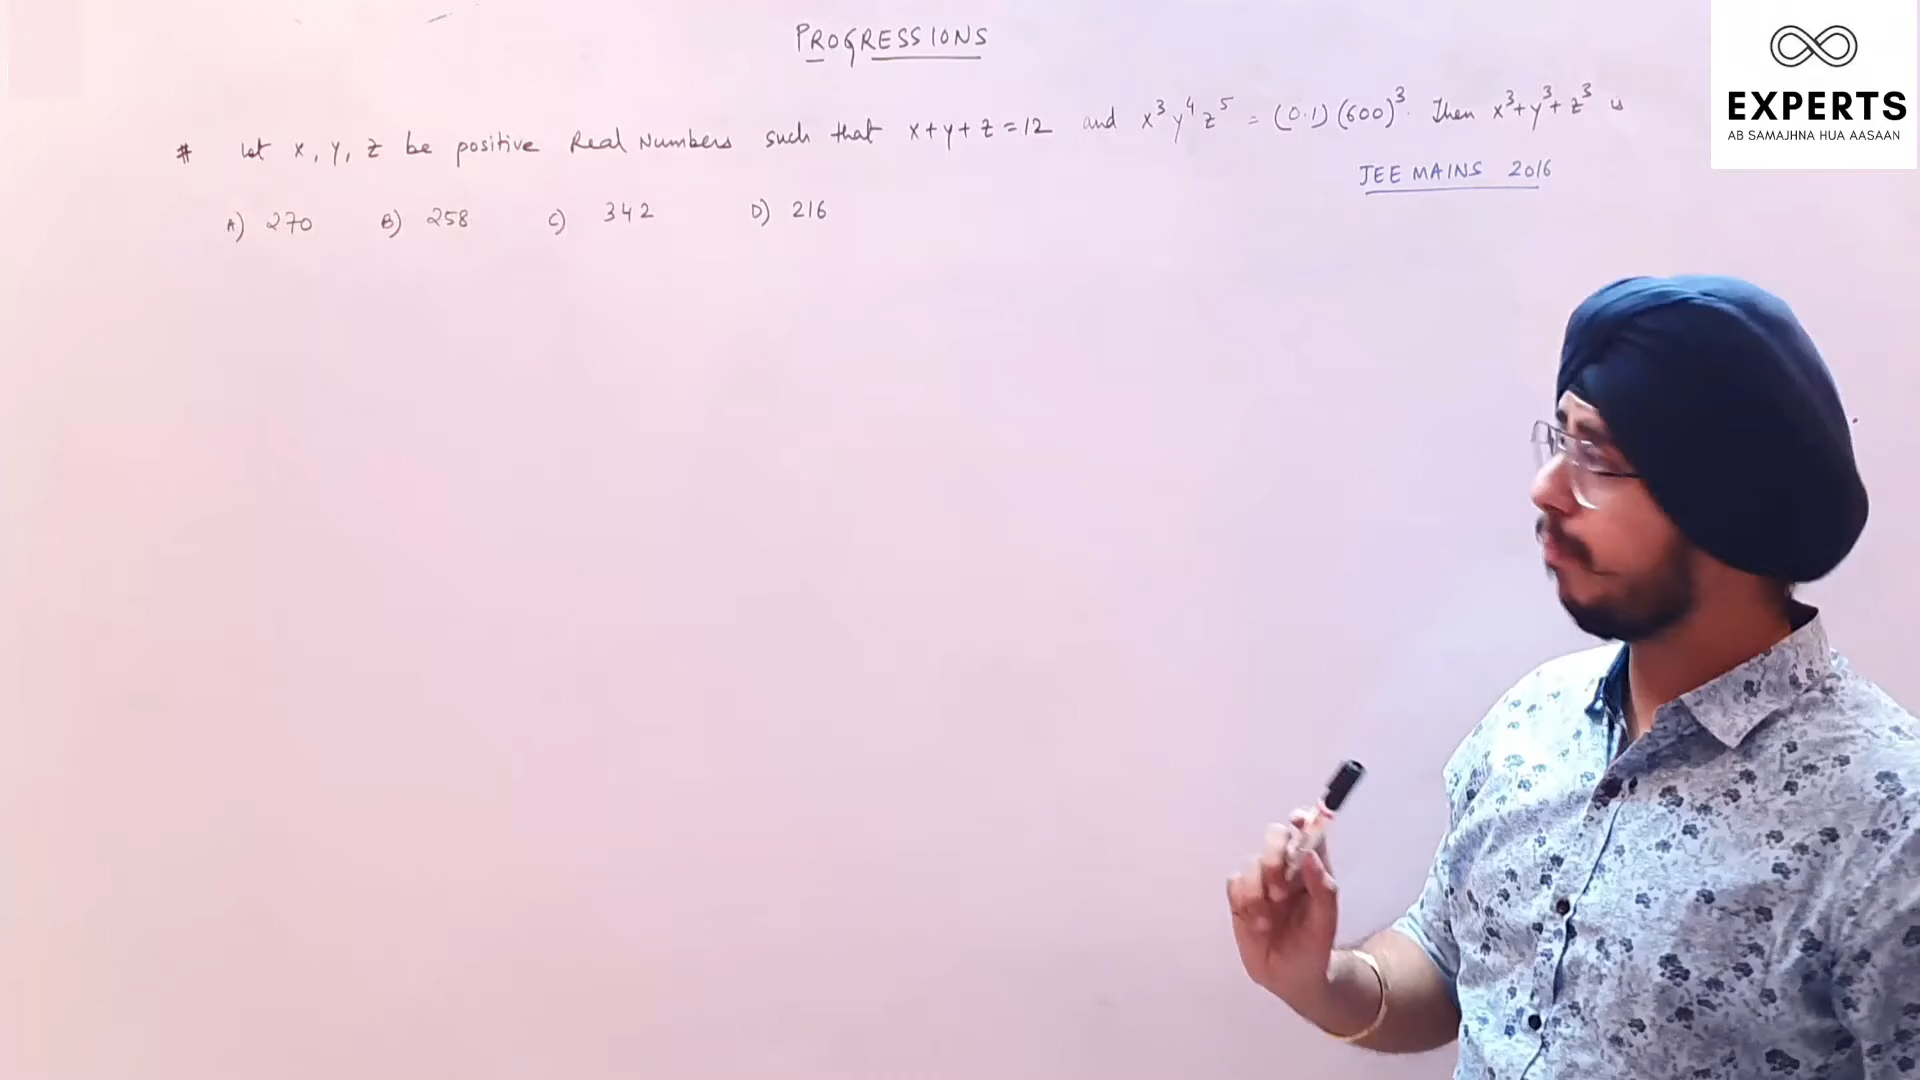 PROGRESSIONS
# Let x, y, z be positive Real Numbers such that x+y+z=12 and x³y⁴z⁵ = (0.1)(600)³. Then x³+y³+z³ is
JEE MAINS 2016
A) 270 B) 258 C) 342 D) 216
EXPERTS
AB SAMAJHNA HUA AASAAN